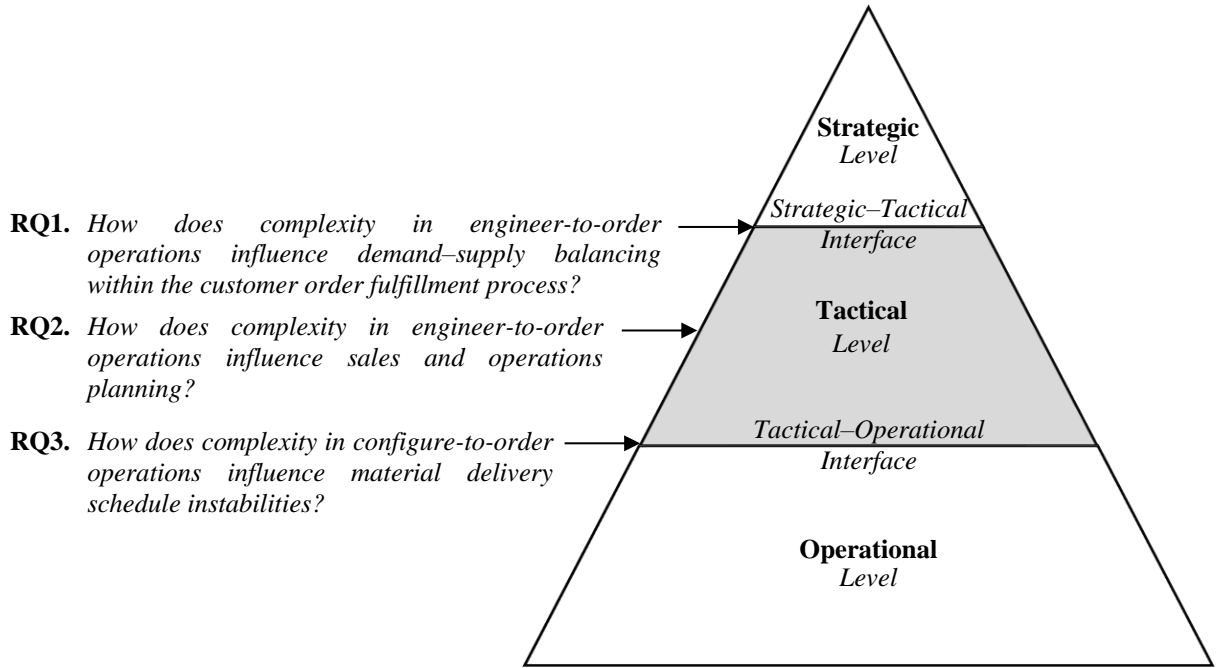 Strategic
Level
Strategic–Tactical
Interface
RQ1. How does complexity in engineer-to-order
operations influence demand–supply balancing
within the customer order fulfillment process?
Tactical
Level
RQ2. How does complexity in engineer-to-order
operations influence sales and operations
planning?
Tactical–Operational
Interface
RQ3. How does complexity in configure-to-order
operations influence material delivery
schedule instabilities?
Operational
Level